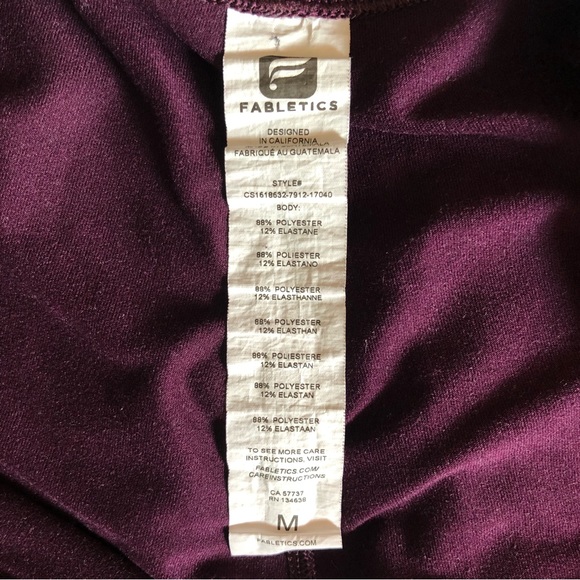 FABLETICS
DESIGNED
IN CALIFORNIA
FABRIQUÉ AU GUATEMALA
STYLE#
CS1618632-7912-17040
BODY:
88% POLYESTER
12% ELASTANE
88% POLIESTER
12% ELASTANO
88% POLYESTER
12% ELASTHANNE
88% POLYESTER
12% ELASTHAN
88% POLIESTERE
12% ELASTAN
88% POLYESTER
12% ELASTAN
88% POLYESTER
12% ELASTAAN
TO SEE MORE CARE
INSTRUCTIONS, VISIT
FABLETICS.COM/
CAREINSTRUCTIONS
CA 57737
RN 134638
M
FABLETICS.COM